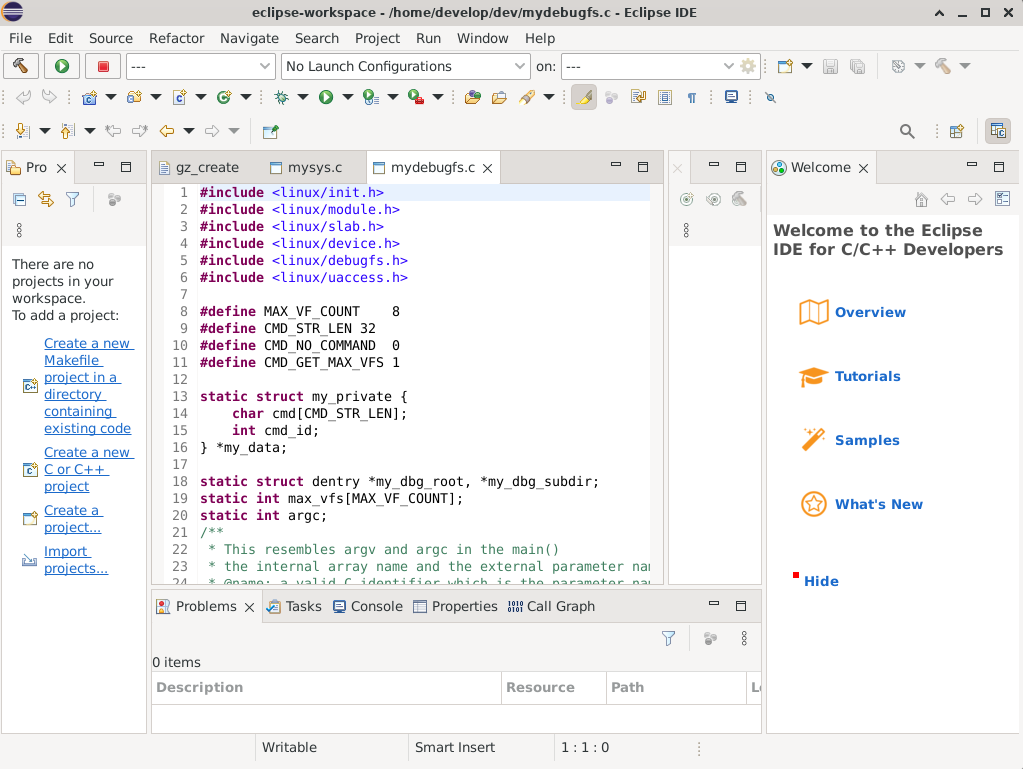 eclipse-workspace - /home/develop/dev/mydebugfs.c - Eclipse IDE
File Edit Source Refactor Navigate Search Project Run Window Help
--- No Launch Configurations on: ---
Pro
gz_create mysys.c mydebugfs.c
Welcome
There are no
projects in your
workspace.
To add a project:
Create a new
Makefile
project in a
directory
containing
existing code
Create a new
C or C++
project
Create a
project...
Import
projects...
1 #include <linux/init.h>
2 #include <linux/module.h>
3 #include <linux/slab.h>
4 #include <linux/device.h>
5 #include <linux/debugfs.h>
6 #include <linux/uaccess.h>
7
8 #define MAX_VF_COUNT    8
9 #define CMD_STR_LEN 32
10 #define CMD_NO_COMMAND  0
11 #define CMD_GET_MAX_VFS 1
12
13 static struct my_private {
14     char cmd[CMD_STR_LEN];
15     int cmd_id;
16 } *my_data;
17
18 static struct dentry *my_dbg_root, *my_dbg_subdir;
19 static int max_vfs[MAX_VF_COUNT];
20 static int argc;
21 /**
22  * This resembles argv and argc in the main()
23  * the internal array name and the external parameter
24  * @name: a valid C identifier which is the parameter
Welcome to the Eclipse
IDE for C/C++ Developers
Overview
Tutorials
Samples
What's New
Hide
Problems Tasks Console Properties Call Graph
0 items
Description Resource Path
Writable Smart Insert 1 : 1 : 0